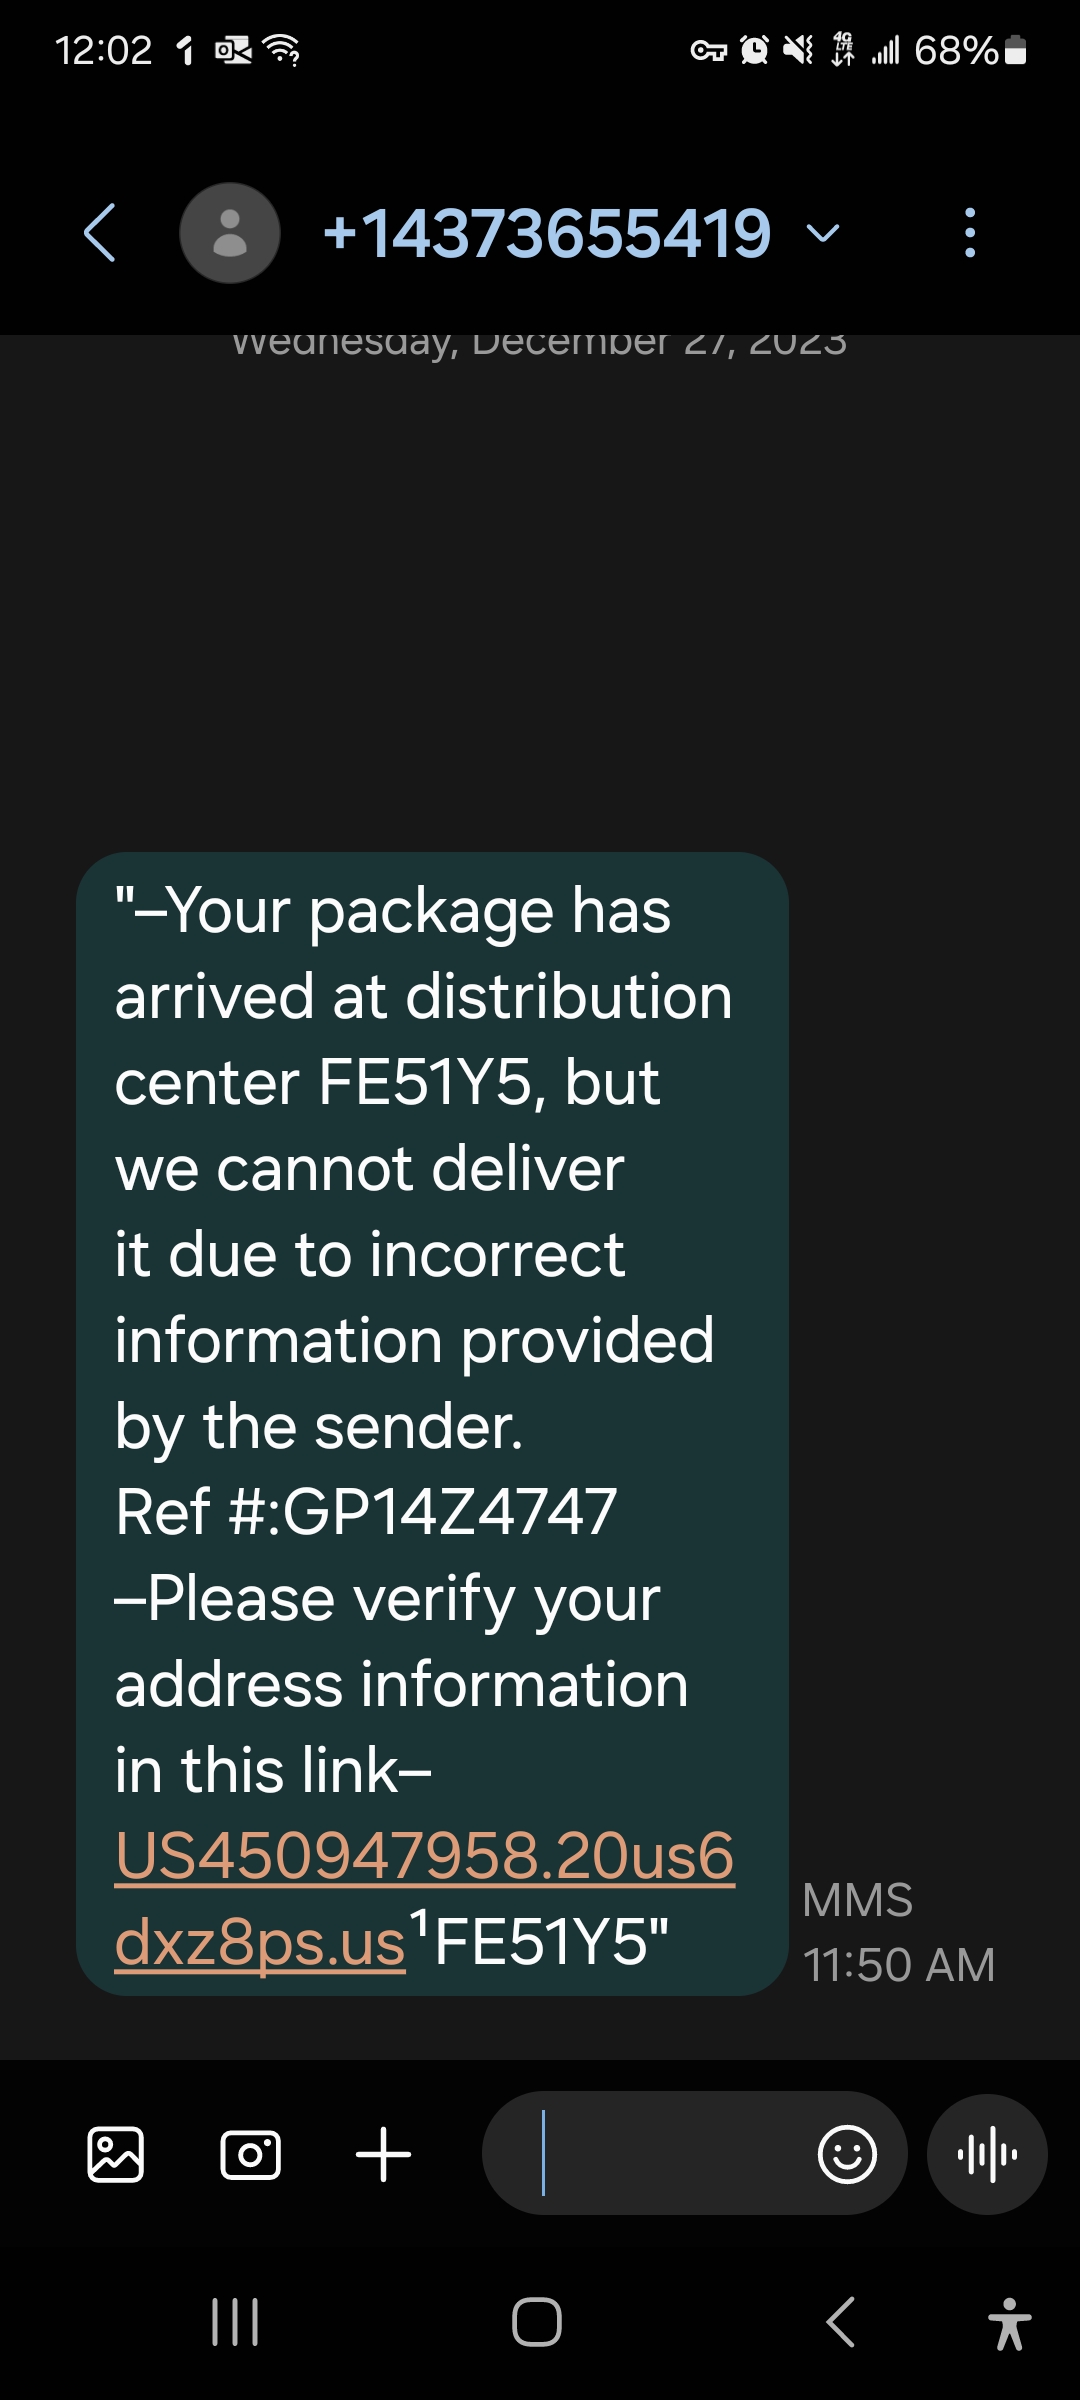 12:02
4G
LTE
68%
+14373655419
Wednesday, December 27, 2023
"–Your package has
arrived at distribution
center FE51Y5, but
we cannot deliver
it due to incorrect
information provided
by the sender.
Ref #:GP14Z4747
–Please verify your
address information
in this link–
US450947958.20us6
dxz8ps.us¹FE51Y5"
MMS
11:50 AM